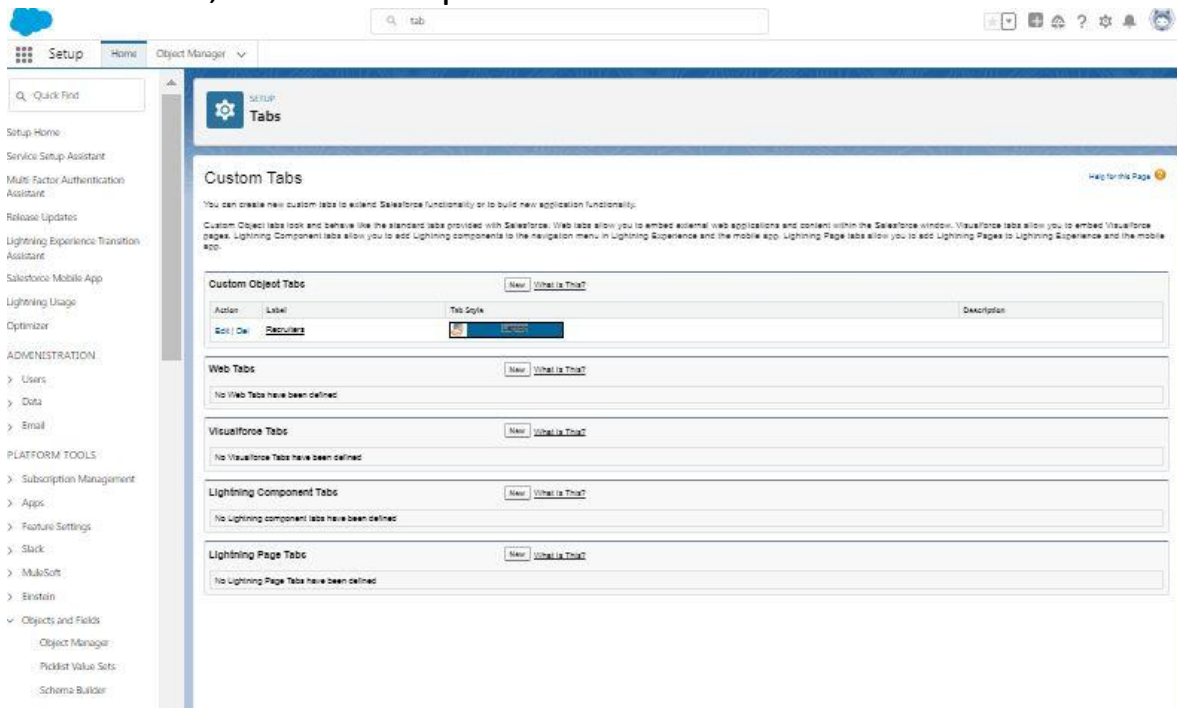 tab
Setup
Home
Object Manager
Quick Find
Setup Home
Service Setup Assistant
Multi-Factor Authentication
Assistant
Release Updates
Lightning Experience Transition
Assistant
Salesforce Mobile App
Lightning Usage
Optimizer
ADMINISTRATION
Users
Data
Email
PLATFORM TOOLS
Subscription Management
Apps
Feature Settings
Slack
MuleSoft
Einstein
Objects and Fields
Object Manager
Picklist Value Sets
Schema Builder
SETUP
Tabs
Custom Tabs
Help for this Page
You can create new custom tabs to extend Salesforce functionality or to build new application functionality.
Custom Object tabs look and behave like the standard tabs provided with Salesforce. Web tabs allow you to embed external web applications and content within the Salesforce window. Visualforce tabs allow you to embed Visualforce
pages. Lightning Component tabs allow you to add Lightning components to the navigation menu in Lightning Experience and the mobile app. Lightning Page tabs allow you to add Lightning Pages to Lightning Experience and the mobile
app.
Custom Object Tabs New What Is This?
Action Label Tab Style Description
Edit | Del Recruiters
Web Tabs New What Is This?
No Web Tabs have been defined
Visualforce Tabs New What Is This?
No Visualforce Tabs have been defined
Lightning Component Tabs New What Is This?
No Lightning component tabs have been defined
Lightning Page Tabs New What Is This?
No Lightning Page Tabs have been defined